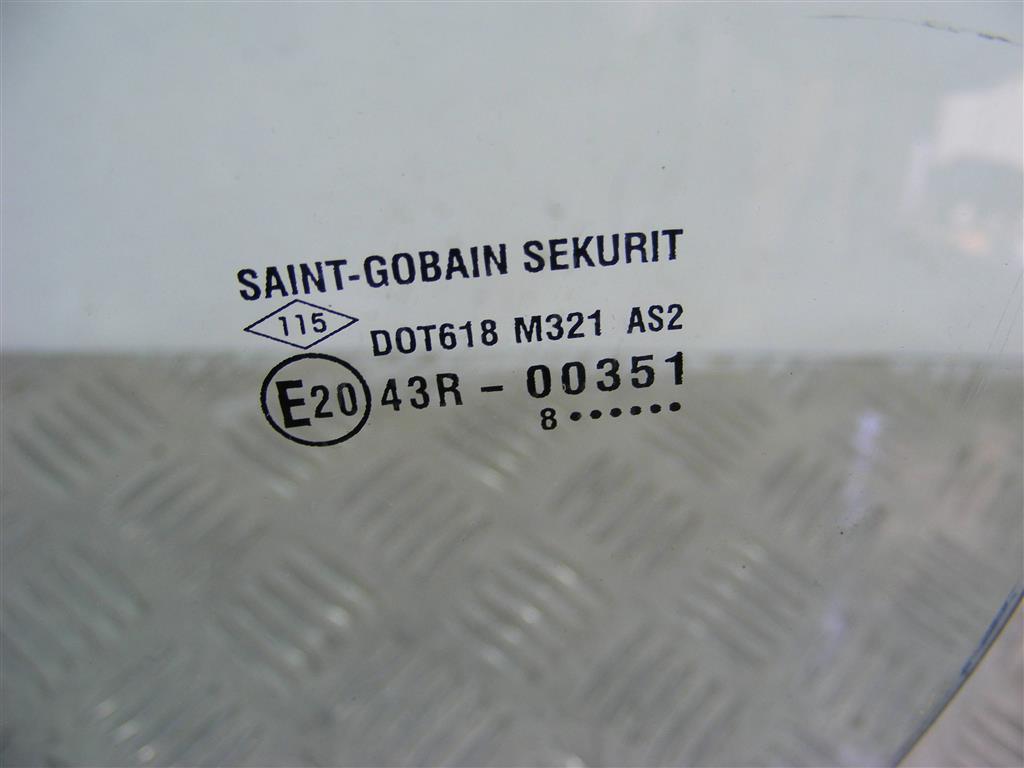 SAINT-GOBAIN SEKURIT
115 DOT618 M321 AS2
E20 43R - 00351
8••••••